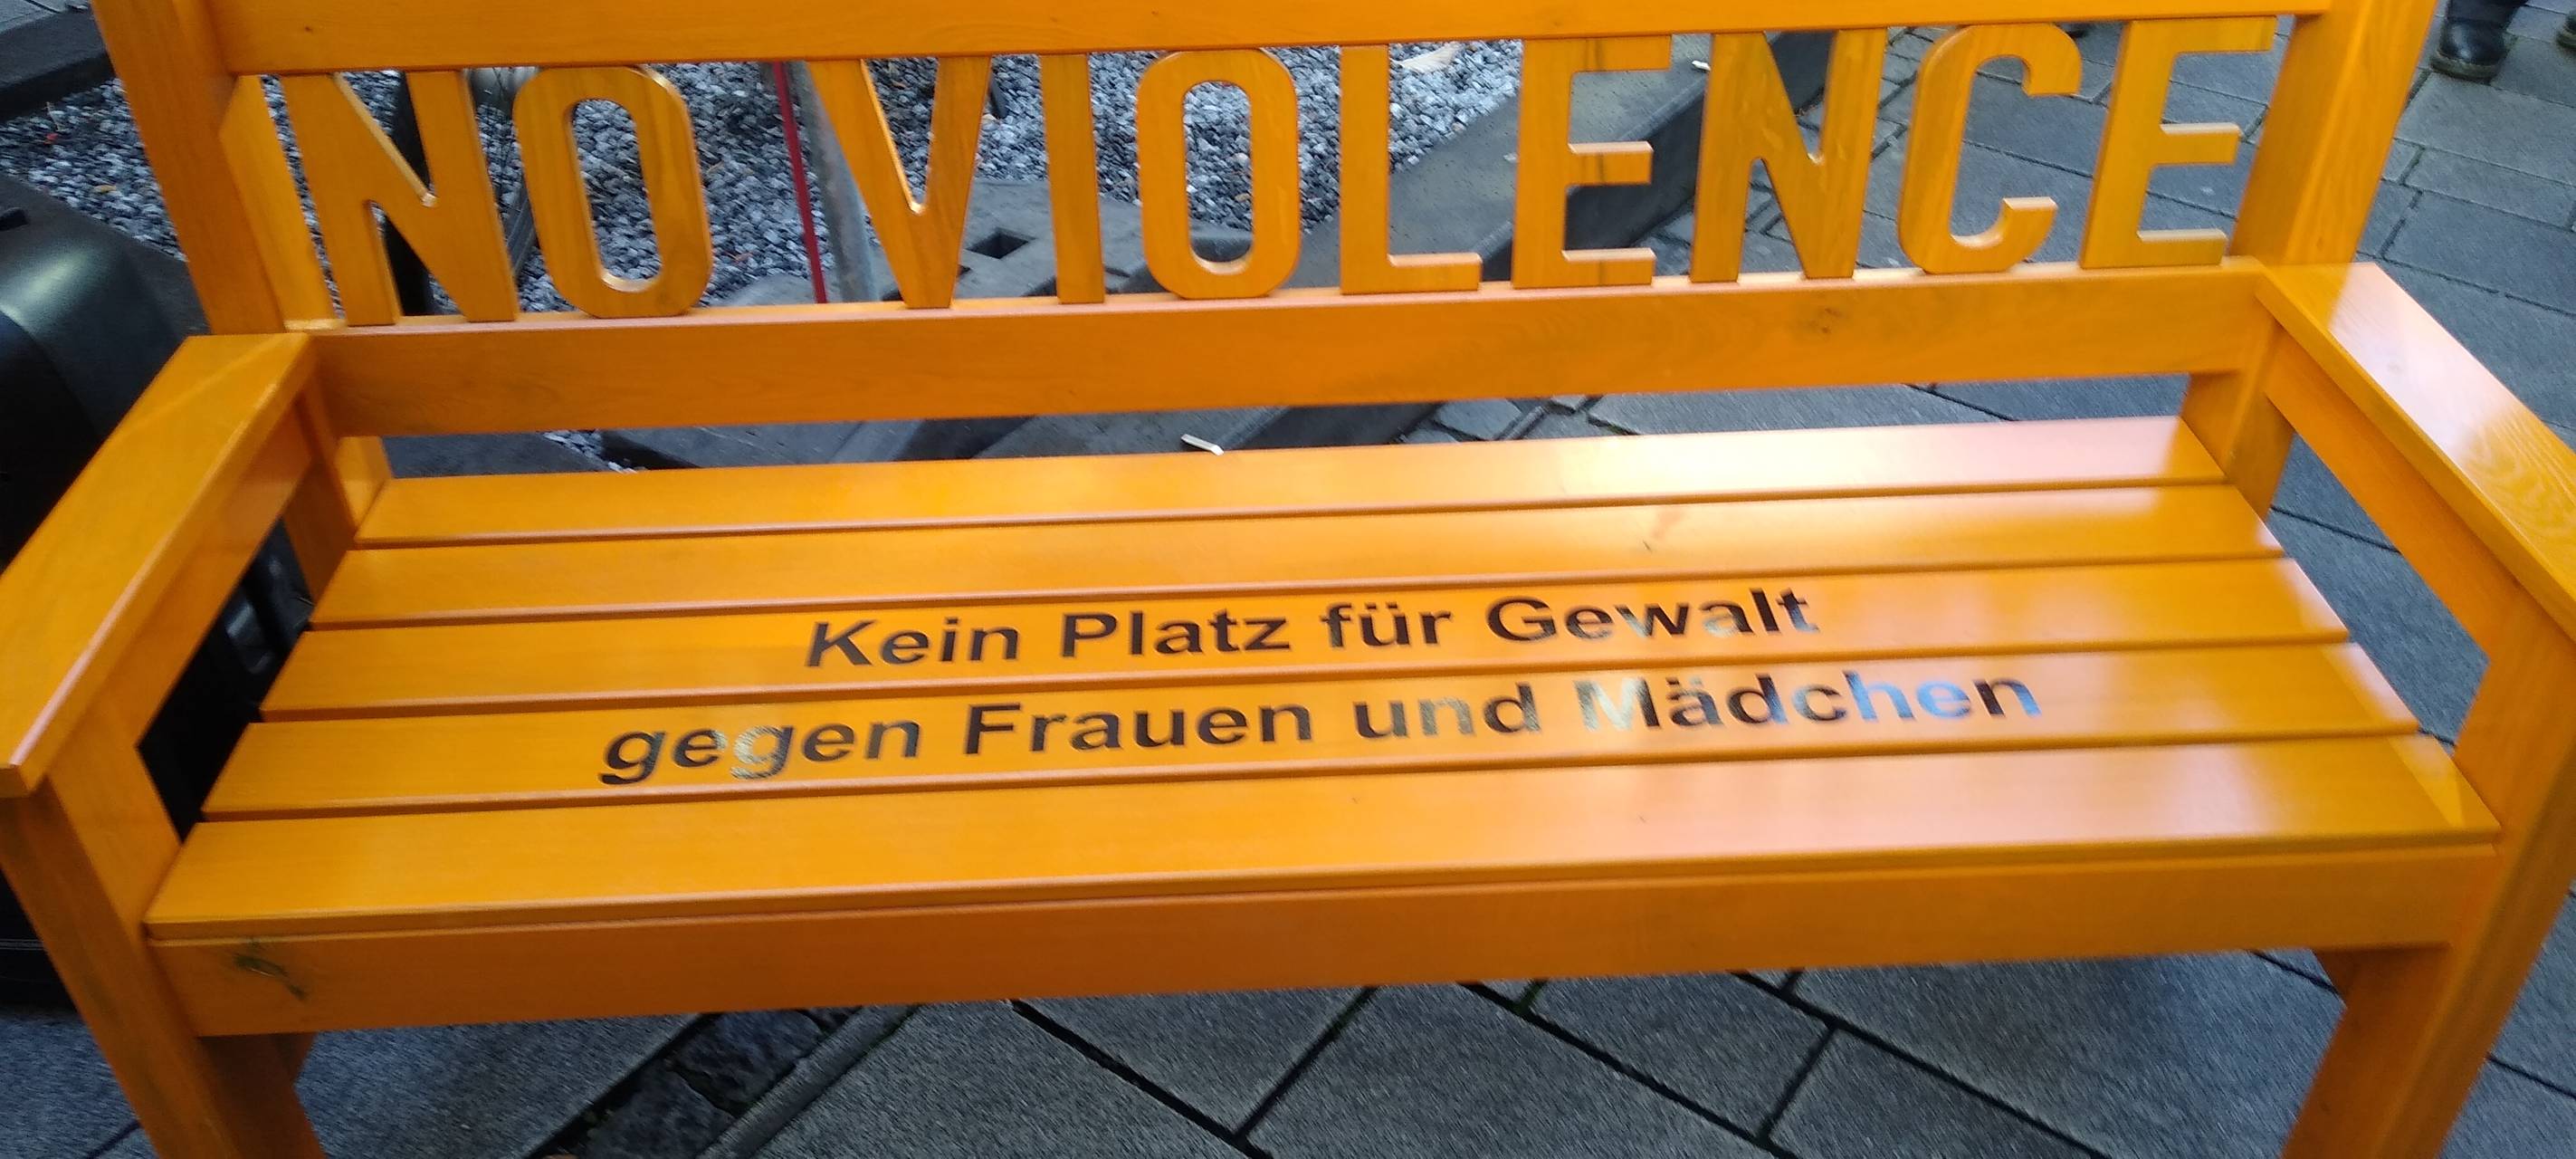 NO VIOLENCE
Kein Platz für Gewalt
gegen Frauen und Mädchen